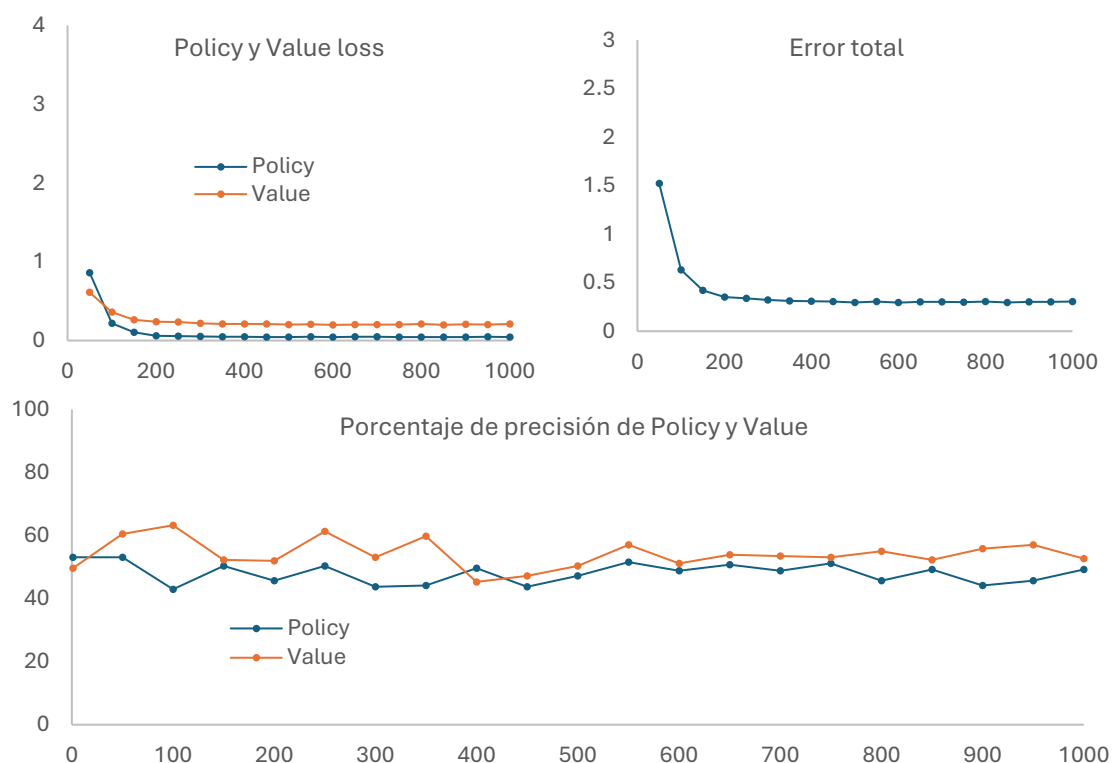 Policy y Value loss
4
3
2
1
0
Policy
Value
0 200 400 600 800 1000
Error total
3
2.5
2
1.5
1
0.5
0
0 200 400 600 800 1000
Porcentaje de precisión de Policy y Value
100
80
60
40
20
0
Policy
Value
0 100 200 300 400 500 600 700 800 900 1000